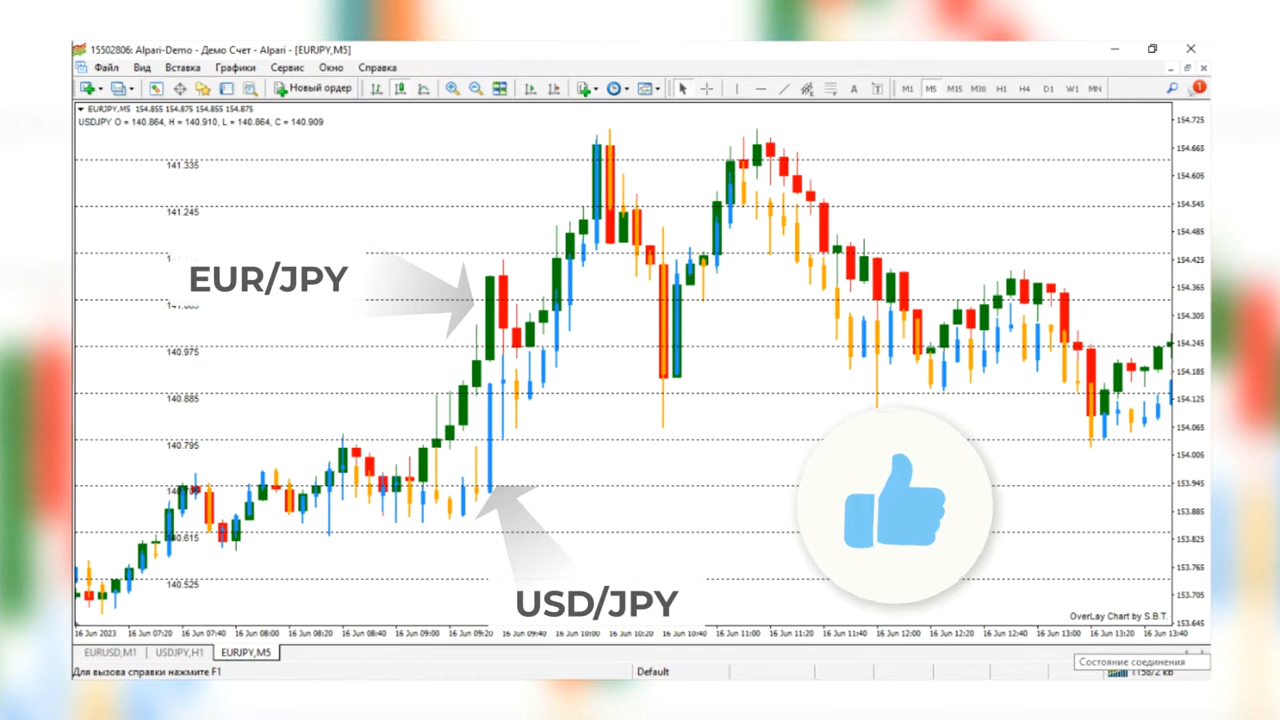 15502806: Alpari-Demo - Демо Счет - Alpari - [EURJPY,M5]
Файл Вид Вставка Графики Сервис Окно Справка
Новый ордер A T M1 M5 M15 M30 H1 H4 D1 W1 MN 1
EURJPY,M5 154.855 154.875 154.855 154.875
USDJPY O = 140.864, H = 140.910, L = 140.864, C = 140.909
154.725
141.335
154.665
154.605
141.245
154.545
154.485
154.425
EUR/JPY
154.365
154.305
140.975
154.245
154.185
140.885
154.125
154.065
140.795
154.005
153.945
153.885
140.615
153.825
153.765
140.525
153.705
USD/JPY
OverLay Chart by S.B.T.
153.645
16 Jun 2023 16 Jun 07:20 16 Jun 07:40 16 Jun 08:00 16 Jun 08:20 16 Jun 08:40 16 Jun 09:00 16 Jun 09:20 16 Jun 09:40 16 Jun 10:00 16 Jun 10:20 16 Jun 10:40 16 Jun 11:00 16 Jun 11:20 16 Jun 11:40 16 Jun 12:00 16 Jun 12:20 16 Jun 12:40 16 Jun 13:00 16 Jun 13:20 16 Jun 13:40
EURUSD,M1 USDJPY,H1 EURJPY,M5
Состояние соединения
Для вызова справки нажмите F1 Default 1158/2 кб